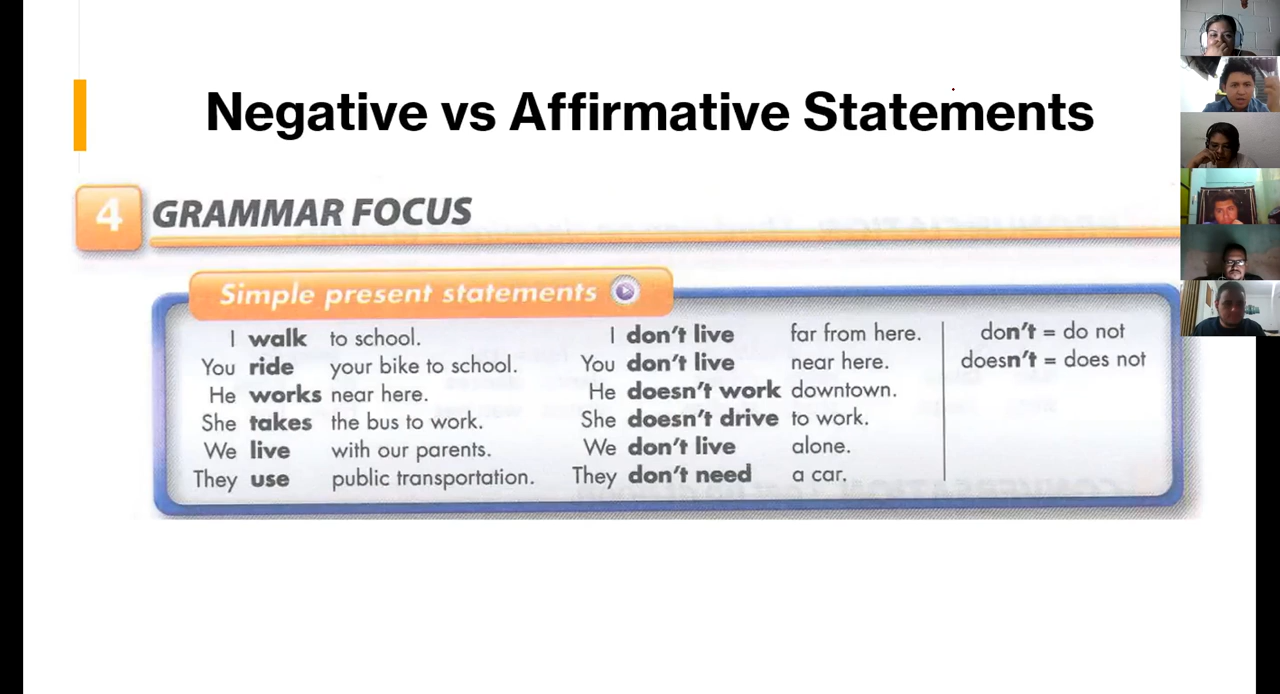 Negative vs Affirmative Statements
4 GRAMMAR FOCUS
Simple present statements
I walk to school. I don't live far from here. don't = do not
You ride your bike to school. You don't live near here. doesn't = does not
He works near here. He doesn't work downtown.
She takes the bus to work. She doesn't drive to work.
We live with our parents. We don't live alone.
They use public transportation. They don't need a car.